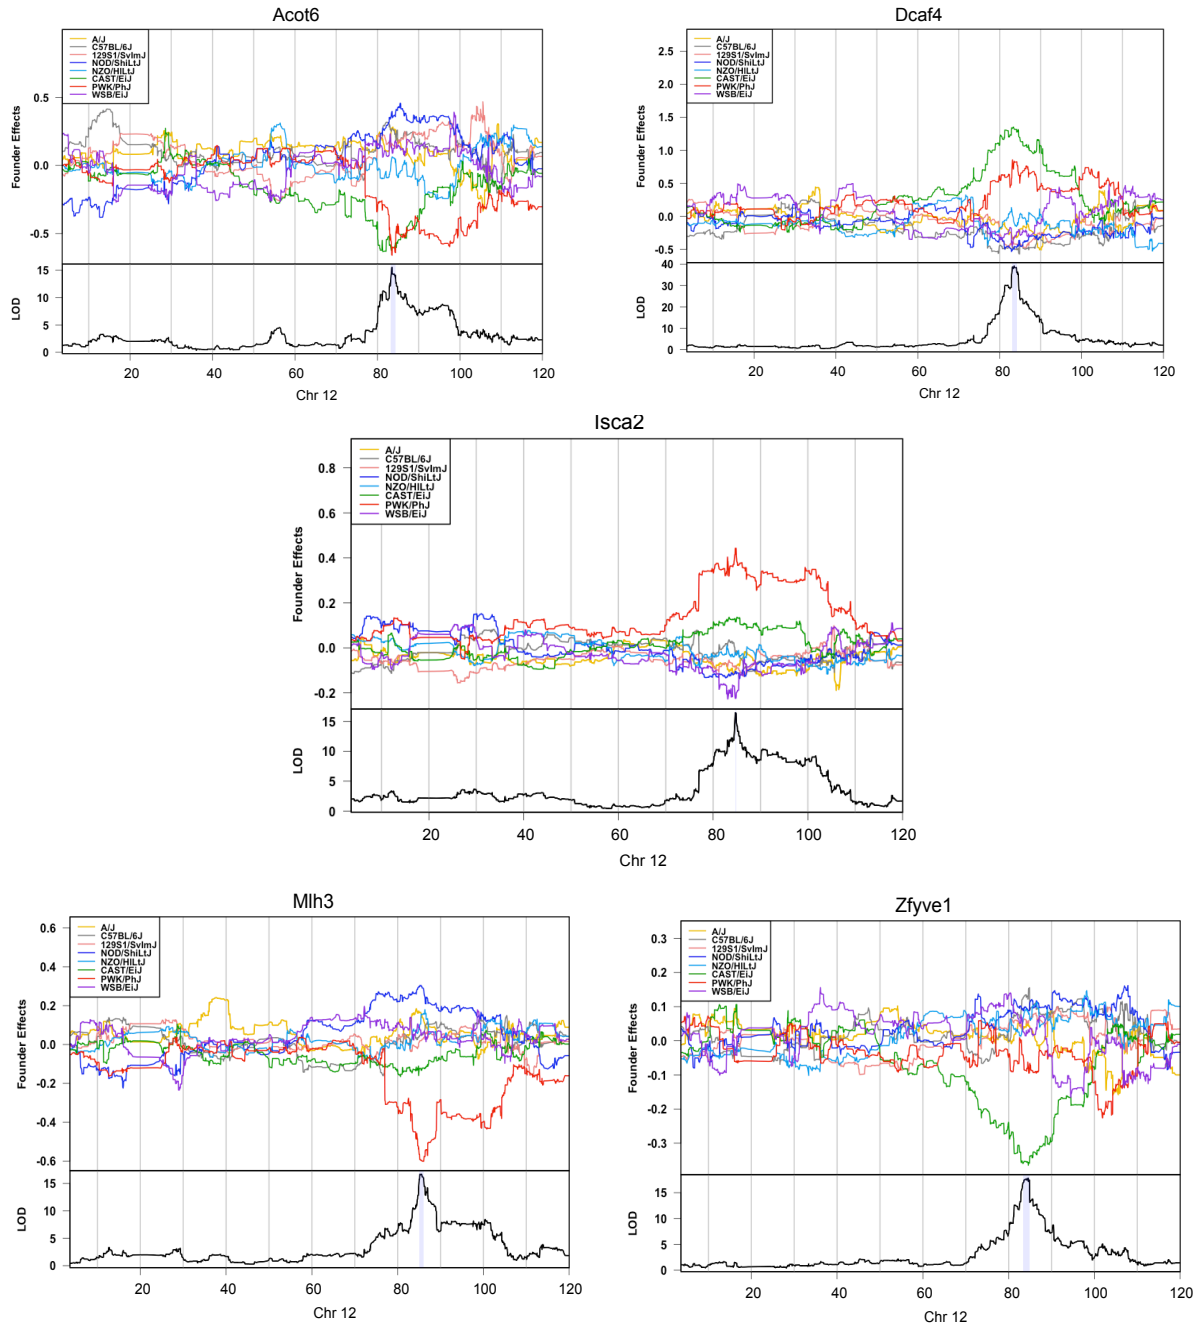 Acot6
A/J
C57BL/6J
129S1/SvImJ
NOD/ShiLtJ
NZO/HILtJ
CAST/EiJ
PWK/PhJ
WSB/EiJ
Founder Effects
0.5
0.0
-0.5
LOD
15
10
5
0
20 40 60 80 100 120
Chr 12
Dcaf4
A/J
C57BL/6J
129S1/SvImJ
NOD/ShiLtJ
NZO/HILtJ
CAST/EiJ
PWK/PhJ
WSB/EiJ
Founder Effects
2.5
2.0
1.5
1.0
0.5
0.0
-0.5
LOD
40
30
20
10
0
20 40 60 80 100 120
Chr 12
Isca2
A/J
C57BL/6J
129S1/SvImJ
NOD/ShiLtJ
NZO/HILtJ
CAST/EiJ
PWK/PhJ
WSB/EiJ
Founder Effects
0.8
0.6
0.4
0.2
0.0
-0.2
LOD
15
10
5
0
20 40 60 80 100 120
Chr 12
Mlh3
A/J
C57BL/6J
129S1/SvImJ
NOD/ShiLtJ
NZO/HILtJ
CAST/EiJ
PWK/PhJ
WSB/EiJ
Founder Effects
0.6
0.4
0.2
0.0
-0.2
-0.4
-0.6
LOD
15
10
5
0
20 40 60 80 100 120
Chr 12
Zfyve1
A/J
C57BL/6J
129S1/SvImJ
NOD/ShiLtJ
NZO/HILtJ
CAST/EiJ
PWK/PhJ
WSB/EiJ
Founder Effects
0.3
0.2
0.1
0.0
-0.1
-0.2
-0.3
LOD
15
10
5
0
20 40 60 80 100 120
Chr 12